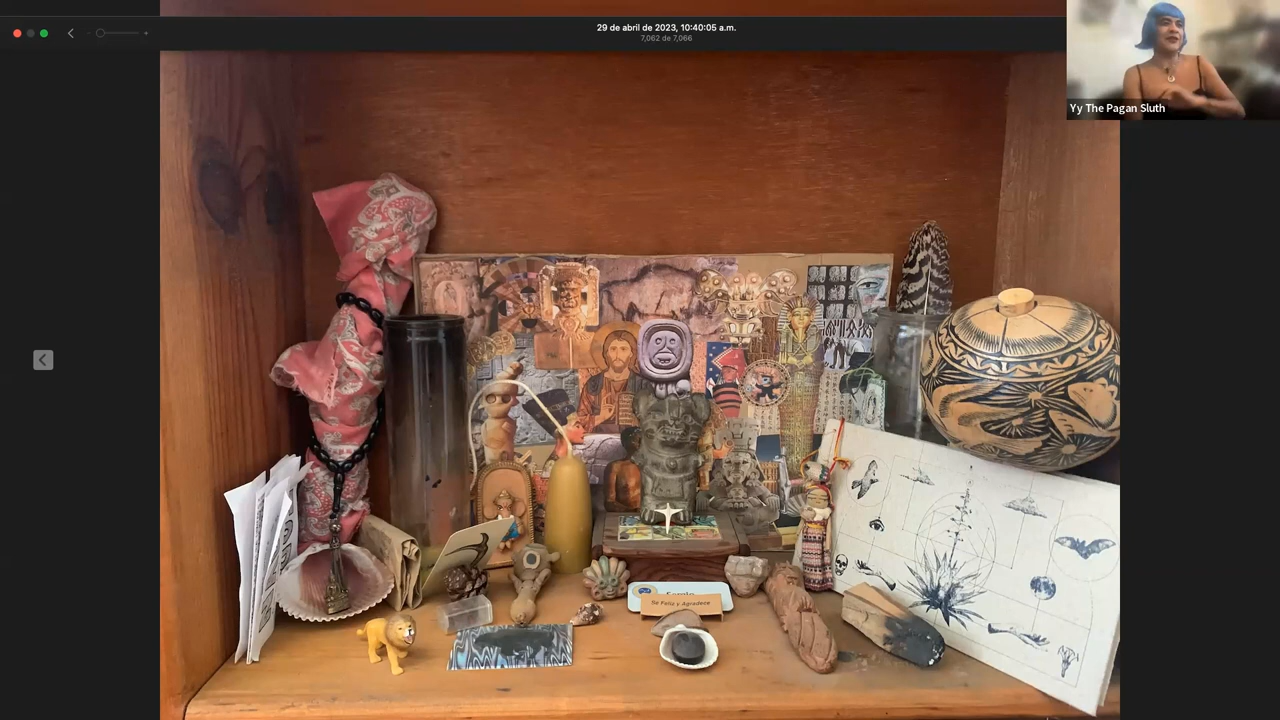 29 de abril de 2023, 10:40:05 a.m.
7,062 de 7,066
Yy The Pagan Sluth
Sé Feliz y Agradece